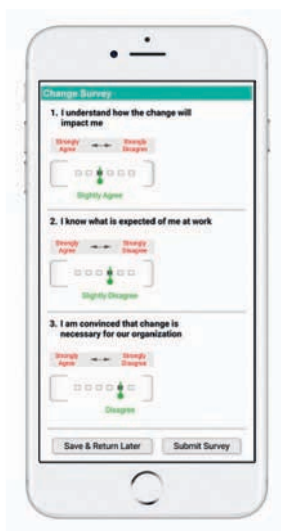 Change Survey
1. I understand how the change will
impact me
Strongly Strongly
Agree Disagree
Slightly Agree
2. I know what is expected of me at work
Strongly Strongly
Agree Disagree
Slightly Disagree
3. I am convinced that change is
necessary for our organization
Strongly Strongly
Agree Disagree
Disagree
Save & Return Later Submit Survey